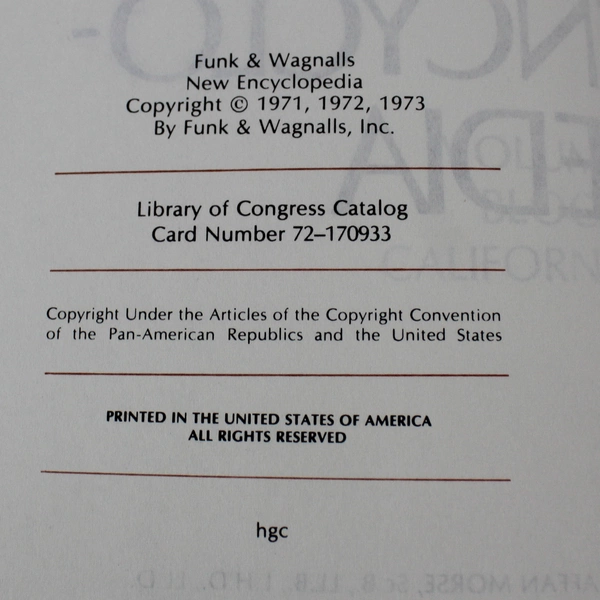 Funk & Wagnalls
New Encyclopedia
Copyright © 1971, 1972, 1973
By Funk & Wagnalls, Inc.
Library of Congress Catalog
Card Number 72–170933
Copyright Under the Articles of the Copyright Convention
of the Pan-American Republics and the United States
PRINTED IN THE UNITED STATES OF AMERICA
ALL RIGHTS RESERVED
hgc